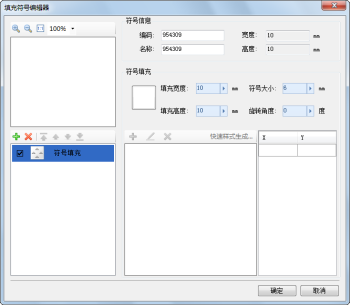 填充符号编辑器
100%
符号信息
编码: 954309 宽度: 10 mm
名称: 954309 高度: 10 mm
符号填充
填充宽度: 10 mm 符号大小: 6 mm
填充高度: 10 mm 旋转角度: 0 度
快速样式生成... X Y
符号填充
确定 取消